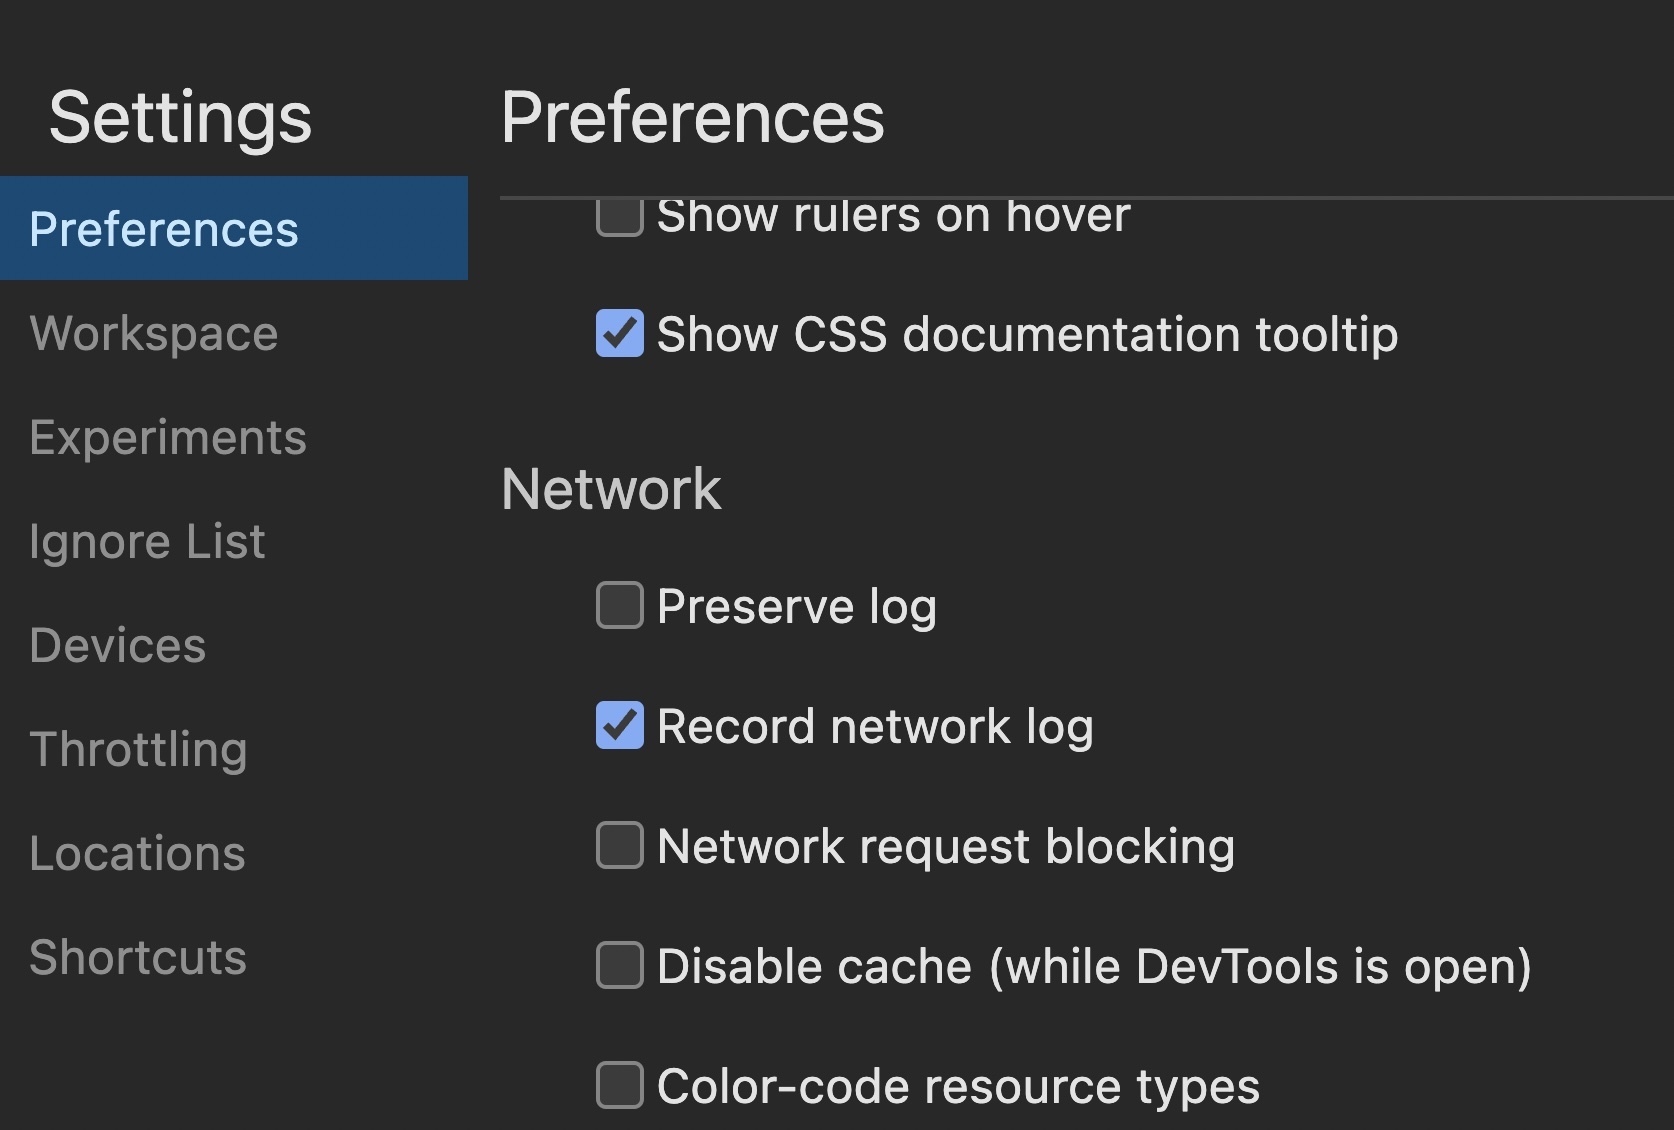 Settings
Preferences
Workspace
Experiments
Ignore List
Devices
Throttling
Locations
Shortcuts
Preferences
Show rulers on hover
Show CSS documentation tooltip
Network
Preserve log
Record network log
Network request blocking
Disable cache (while DevTools is open)
Color-code resource types